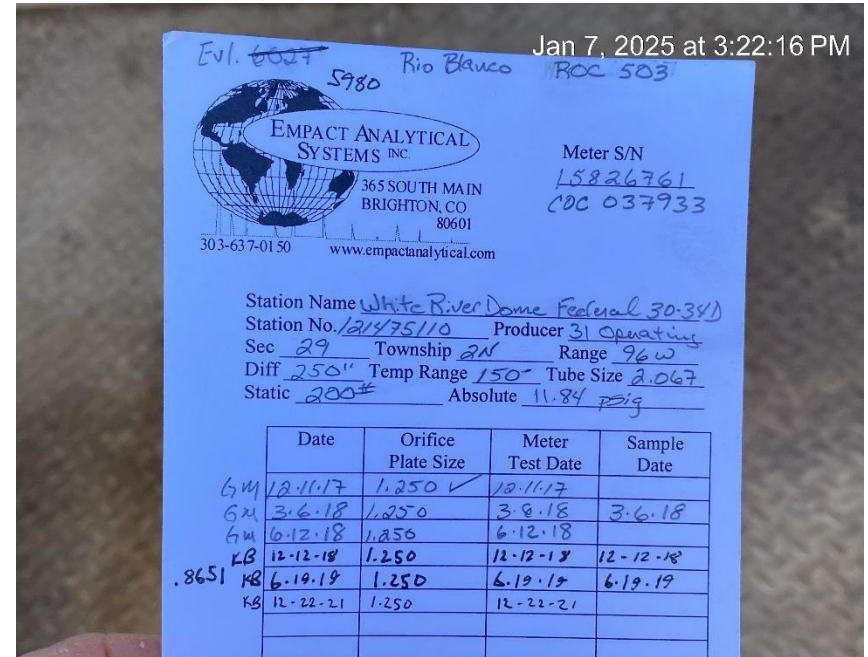 Jan 7, 2025 at 3:22:16 PM
Evl. 6027 Rio Blanco ROC 503
5980
EMPACT ANALYTICAL
SYSTEMS INC.
365 SOUTH MAIN
BRIGHTON, CO
80601
303-637-0150 www.empactanalytical.com
Meter S/N
15826761
CDC 037933
Station Name White River Dome Federal 30-34D
Station No. 121475110 Producer 31 Operating
Sec 29 Township 2N Range 96W
Diff 250" Temp Range 150° Tube Size 2.067
Static 200# Absolute 11.84 psig
Date Orifice Plate Size Meter Test Date Sample Date
GM 12.11.17 1.250 ✓ 12.11.17
GM 3.6.18 1.250 3.6.18 3.6.18
GM 6.12.18 1.250 6.12.18
KB 12-12-18 1.250 12-12-18 12-12-18
.8651 KB 6.19.19 1.250 6.19.19 6.19.19
KB 12-22-21 1.250 12-22-21